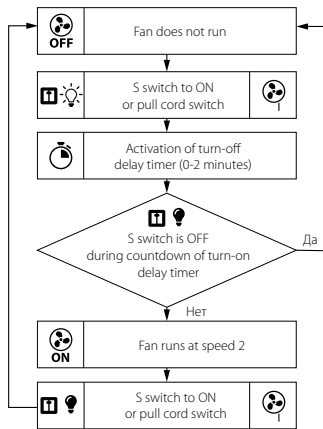 OFF
Fan does not run
S switch to ON
or pull cord switch
Activation of turn-off
delay timer (0-2 minutes)
S switch is OFF
during countdown of turn-on
delay timer
Да
Нет
ON
Fan runs at speed 2
S switch to ON
or pull cord switch